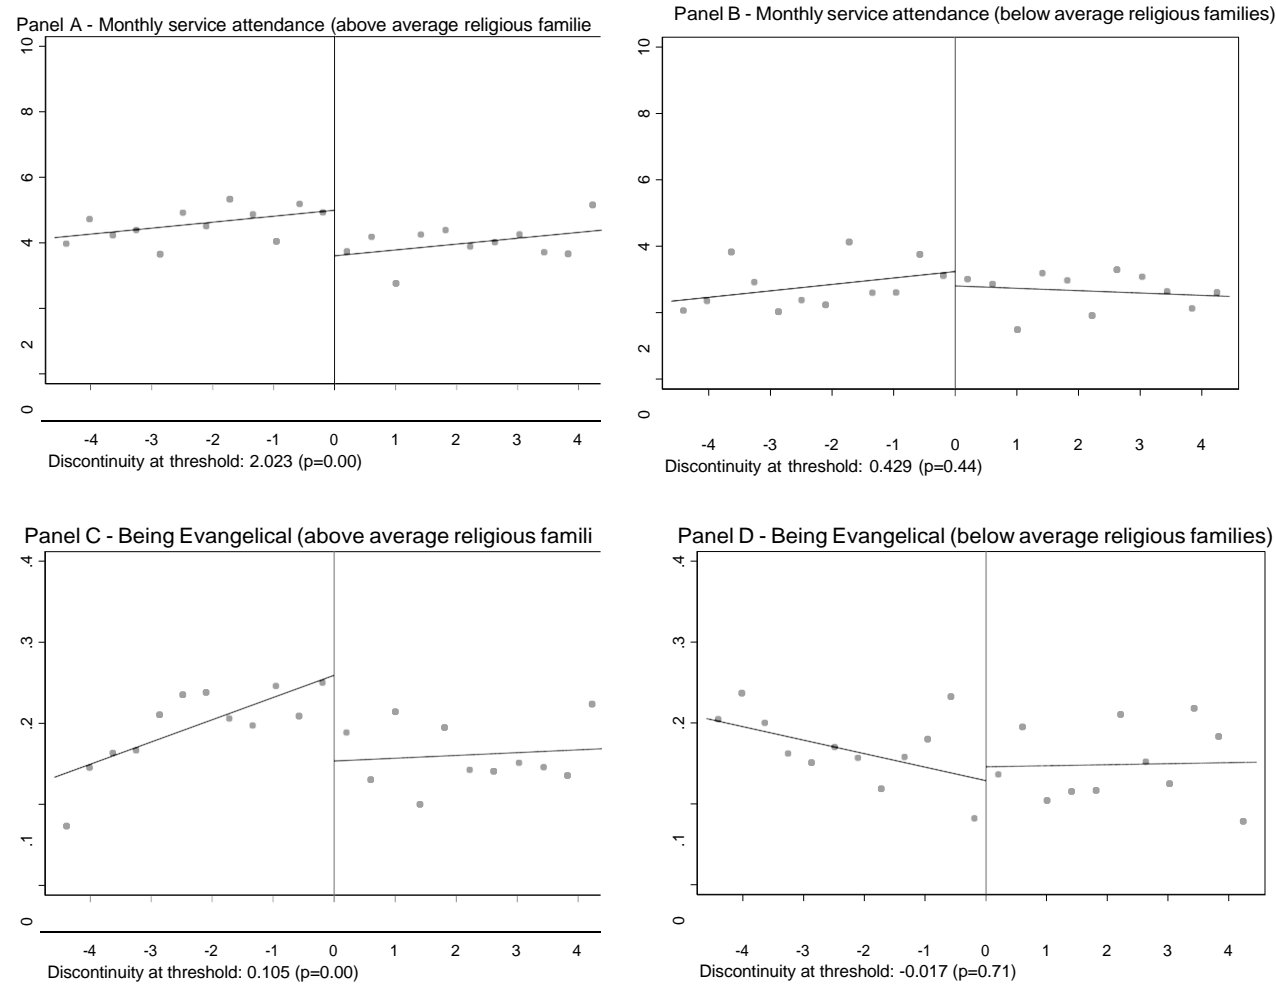 Panel A - Monthly service attendance (above average religious familie
10
8
6
4
2
0
-4 -3 -2 -1 0 1 2 3 4
Discontinuity at threshold: 2.023 (p=0.00)
Panel B - Monthly service attendance (below average religious families)
10
8
6
4
2
0
-4 -3 -2 -1 0 1 2 3 4
Discontinuity at threshold: 0.429 (p=0.44)
Panel C - Being Evangelical (above average religious famili
.4
.3
.2
.1
0
-4 -3 -2 -1 0 1 2 3 4
Discontinuity at threshold: 0.105 (p=0.00)
Panel D - Being Evangelical (below average religious families)
.4
.3
.2
.1
0
-4 -3 -2 -1 0 1 2 3 4
Discontinuity at threshold: -0.017 (p=0.71)